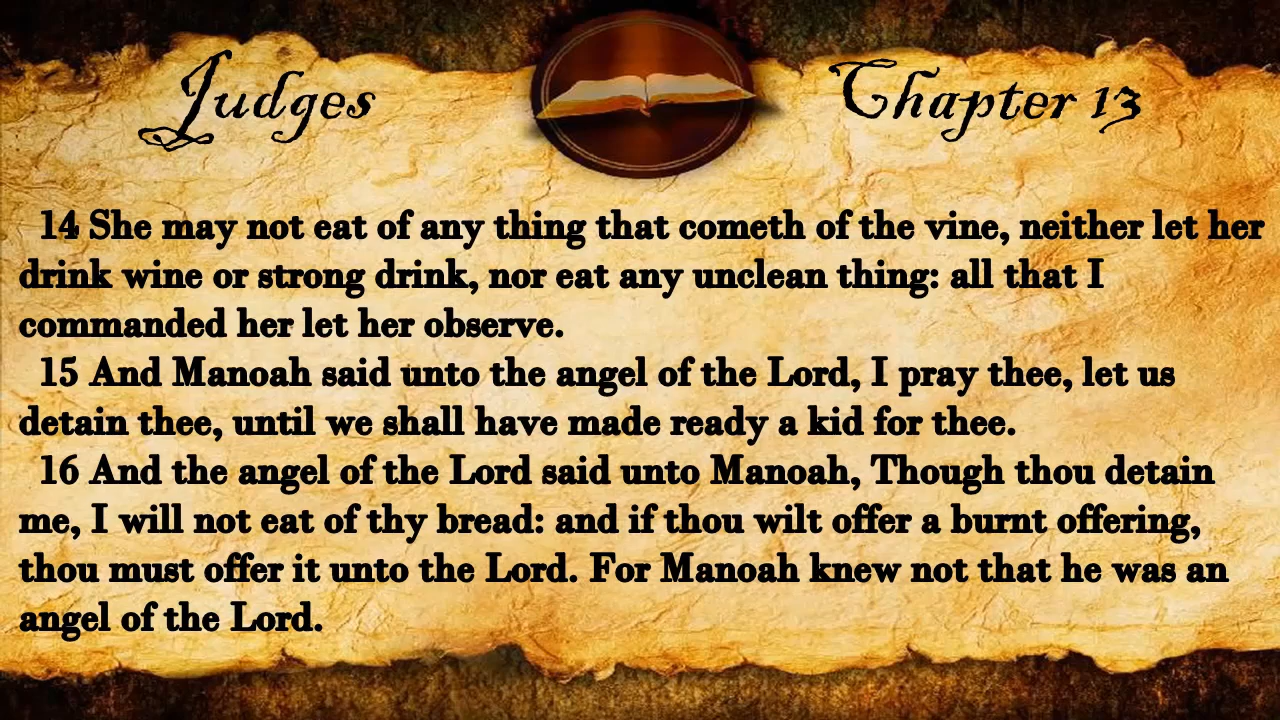 Judges
Chapter 13
14 She may not eat of any thing that cometh of the vine, neither let her
drink wine or strong drink, nor eat any unclean thing: all that I
commanded her let her observe.
15 And Manoah said unto the angel of the Lord, I pray thee, let us
detain thee, until we shall have made ready a kid for thee.
16 And the angel of the Lord said unto Manoah, Though thou detain
me, I will not eat of thy bread: and if thou wilt offer a burnt offering,
thou must offer it unto the Lord. For Manoah knew not that he was an
angel of the Lord.